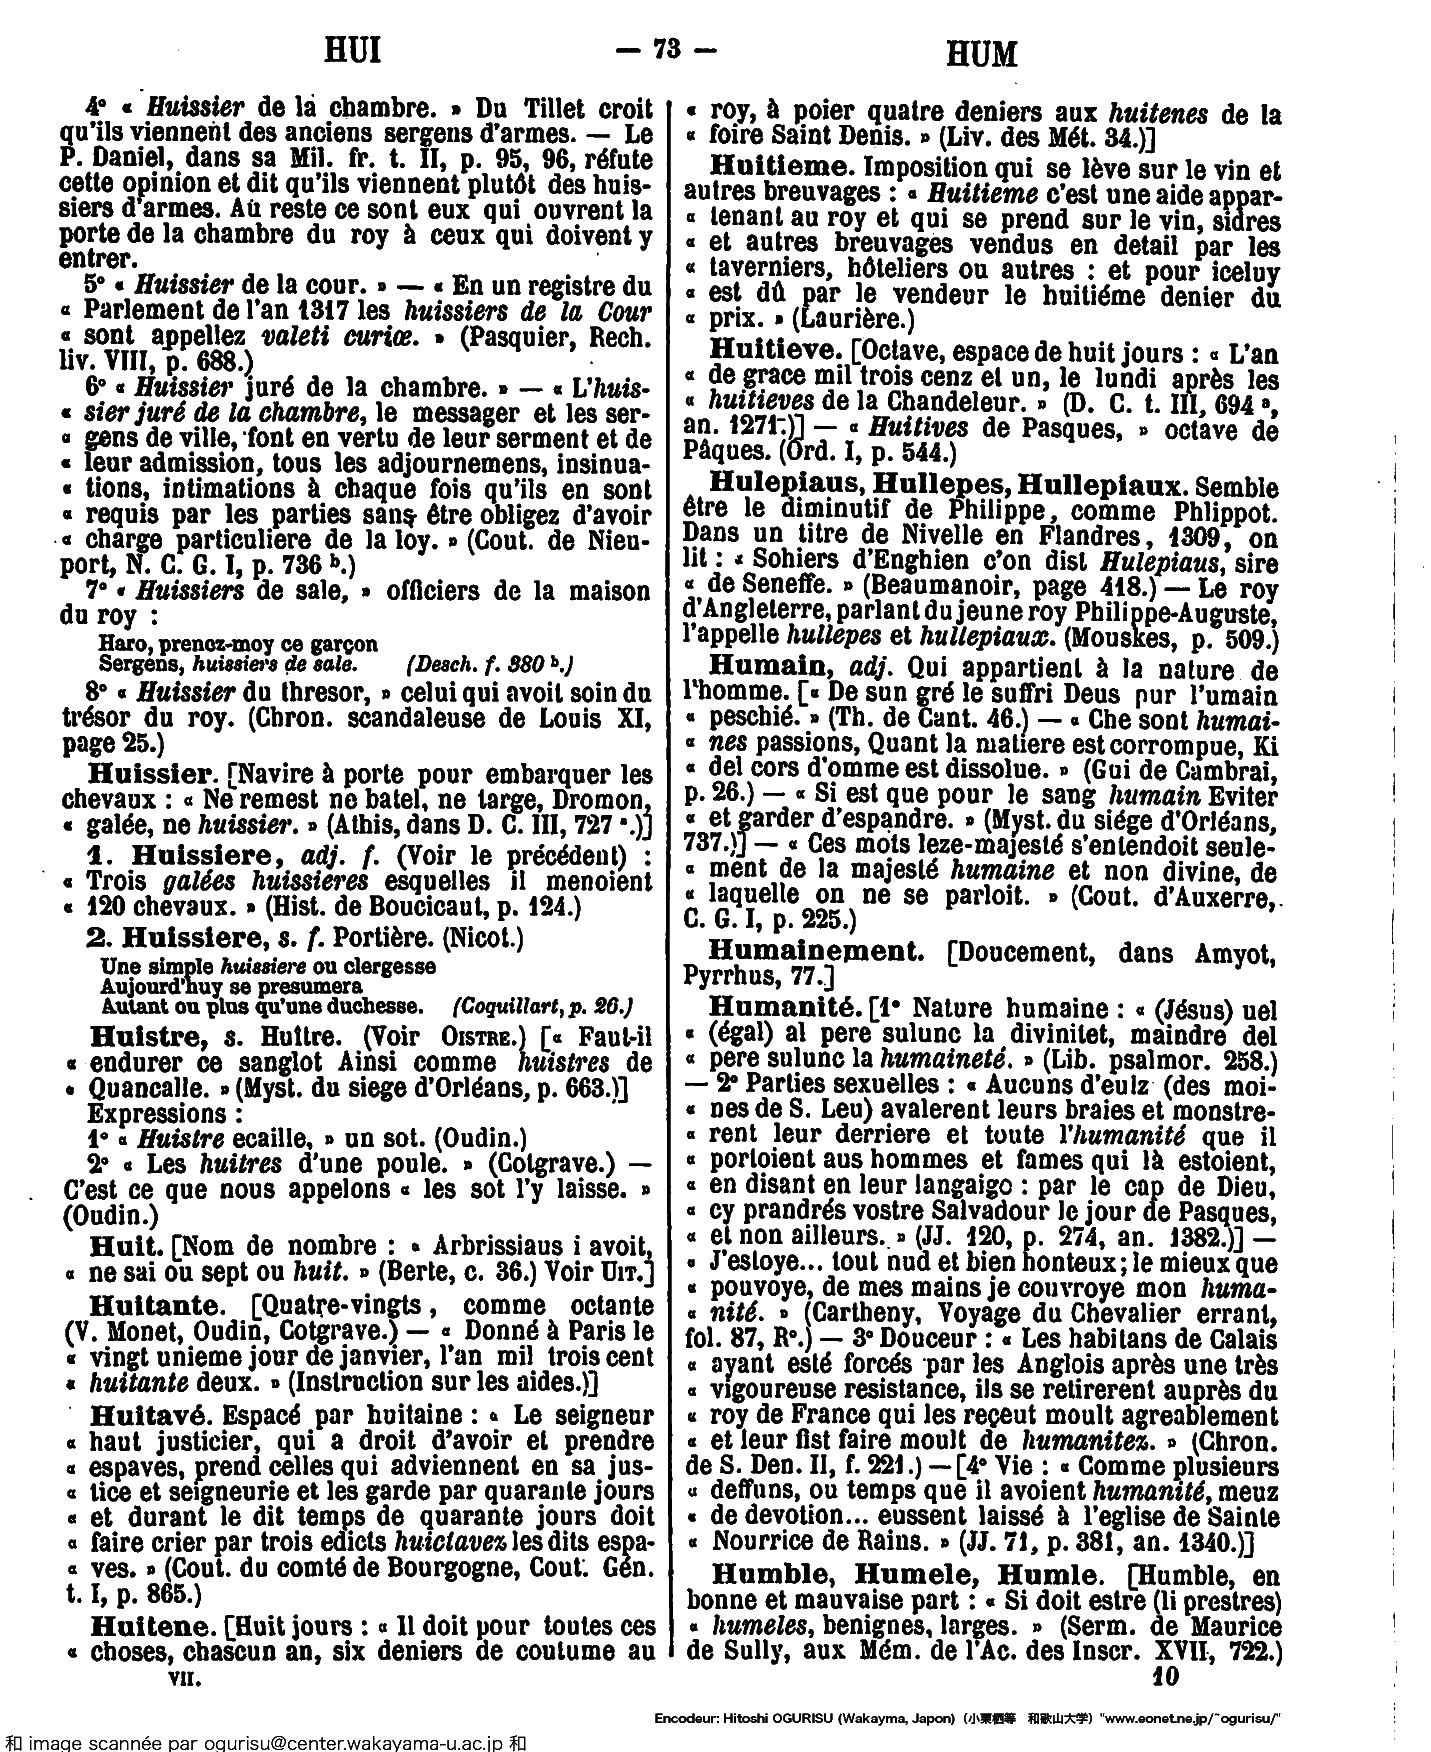 HUI — 73 — HUM
4° « Huissier de la chambre. » Du Tillet croit
qu'ils viennent des anciens sergens d'armes. — Le
P. Daniel, dans sa Mil. fr. t. II, p. 95, 96, réfute
cette opinion et dit qu'ils viennent plutôt des huis-
siers d'armes. Au reste ce sont eux qui ouvrent la
porte de la chambre du roy à ceux qui doivent y
entrer.
5° « Huissier de la cour. » — « En un registre du
« Parlement de l'an 1317 les huissiers de la Cour
« sont appellez valeti curiæ. » (Pasquier, Rech.
liv. VIII, p. 688.)
6° « Huissier juré de la chambre. » — « L'huis-
« sier juré de la chambre, le messager et les ser-
« gens de ville, font en vertu de leur serment et de
« leur admission, tous les adjournemens, insinua-
« tions, intimations à chaque fois qu'ils en sont
« requis par les parties sans être obligez d'avoir
« charge particuliere de la loy. » (Cout. de Nieu-
port, N. C. G. I, p. 736 b.)
7° « Huissiers de sale, » officiers de la maison
du roy :
Haro, prenez-moy ce garçon
Sergens, huissiers de sale. (Desch. f. 380 b.)
8° « Huissier du thresor, » celui qui avoit soin du
trésor du roy. (Chron. scandaleuse de Louis XI,
page 25.)
Huissier. [Navire à porte pour embarquer les
chevaux : « Ne remest ne batel, ne targe, Dromon,
« galée, ne huissier. » (Athis, dans D. C. III, 727 a.)]
1. Huissiere, adj. f. (Voir le précédent) :
« Trois galées huissieres esquelles il menoient
« 120 chevaux. » (Hist. de Boucicaut, p. 124.)
2. Huissiere, s. f. Portière. (Nicot.)
Une simple huissiere ou clergesse
Aujourd'huy se presumera
Autant ou plus qu'une duchesse. (Coquillart, p. 26.)
Huistre, s. Huître. (Voir OISTRE.) [« Faut-il
« endurer ce sanglot Ainsi comme huistres de
« Quancalle. » (Myst. du siege d'Orléans, p. 663.)]
Expressions :
1° « Huistre ecaille, » un sot. (Oudin.)
2° « Les huitres d'une poule. » (Cotgrave.) —
C'est ce que nous appelons « les sot l'y laisse. »
(Oudin.)
Huit. [Nom de nombre : « Arbrissiaus i avoit,
« ne sai ou sept ou huit. » (Berte, c. 36.) Voir UIT.]
Huitante. [Quatre-vingts, comme octante
(V. Monet, Oudin, Cotgrave.) — « Donné à Paris le
« vingt unieme jour de janvier, l'an mil trois cent
« huitante deux. » (Instruction sur les aides.)]
Huitavé. Espacé par huitaine : « Le seigneur
« haut justicier, qui a droit d'avoir et prendre
« espaves, prend celles qui adviennent en sa jus-
« tice et seigneurie et les garde par quarante jours
« et durant le dit temps de quarante jours doit
« faire crier par trois edicts huictavez les dits espa-
« ves. » (Cout. du comté de Bourgogne, Cout. Gén.
t. I, p. 865.)
Huitene. [Huit jours : « Il doit pour toutes ces
« choses, chascun an, six deniers de coutume au
VII.
« roy, à poier quatre deniers aux huitenes de la
« foire Saint Denis. » (Liv. des Mét. 34.)]
Huitieme. Imposition qui se lève sur le vin et
autres breuvages : « Huitieme c'est une aide appar-
« tenant au roy et qui se prend sur le vin, sidres
« et autres breuvages vendus en detail par les
« taverniers, hôteliers ou autres : et pour iceluy
« est dû par le vendeur le huitiéme denier du
« prix. » (Laurière.)
Huitieve. [Octave, espace de huit jours : « L'an
« de grace mil trois cenz et un, le lundi après les
« huitieves de la Chandeleur. » (D. C. t. III, 694 a,
an. 1271.)] — « Huitives de Pasques, » octave de
Pâques. (Ord. I, p. 544.)
Hulepiaus, Hullepes, Hullepiaux. Semble
être le diminutif de Philippe, comme Phlippot.
Dans un titre de Nivelle en Flandres, 1309, on
lit : « Sohiers d'Enghien c'on dist Hulepiaus, sire
« de Seneffe. » (Beaumanoir, page 418.) — Le roy
d'Angleterre, parlant du jeune roy Philippe-Auguste,
l'appelle hullepes et hullepiaux. (Mouskes, p. 509.)
Humain, adj. Qui appartient à la nature de
l'homme. [« De sun gré le suffri Deus pur l'umain
« peschié. » (Th. de Cant. 46.) — « Che sont humai-
« nes passions, Quant la matiere est corrompue, Ki
« del cors d'omme est dissolue. » (Gui de Cambrai,
p. 26.) — « Si est que pour le sang humain Eviter
« et garder d'espandre. » (Myst. du siége d'Orléans,
737.)] — « Ces mots leze-majesté s'entendoit seule-
« ment de la majesté humaine et non divine, de
« laquelle on ne se parloit. » (Cout. d'Auxerre,
C. G. I, p. 225.)
Humainement. [Doucement, dans Amyot,
Pyrrhus, 77.]
Humanité. [1° Nature humaine : « (Jésus) uel
« (égal) al pere sulunc la divinitet, maindre del
« pere sulunc la humaineté. » (Lib. psalmor. 258.)
— 2° Parties sexuelles : « Aucuns d'eulz (des moi-
« nes de S. Leu) avalerent leurs braies et monstre-
« rent leur derriere et toute l'humanité que il
« portoient aus hommes et fames qui là estoient,
« en disant en leur langaige : par le cap de Dieu,
« cy prandrés vostre Salvadour le jour de Pasques,
« et non ailleurs. » (JJ. 120, p. 274, an. 1382.)] —
« J'estoye... tout nud et bien honteux ; le mieux que
« pouvoye, de mes mains je couvroye mon huma-
« nité. » (Cartheny, Voyage du Chevalier errant,
fol. 87, R°.) — 3° Douceur : « Les habitans de Calais
« ayant esté forcés par les Anglois après une très
« vigoureuse resistance, ils se retirerent auprès du
« roy de France qui les reçeut moult agreablement
« et leur fist faire moult de humanitez. » (Chron.
de S. Den. II, f. 221.) — [4° Vie : « Comme plusieurs
« deffuns, ou temps que il avoient humanité, meuz
« de devotion... eussent laissé à l'eglise de Sainte
« Nourrice de Rains. » (JJ. 71, p. 381, an. 1340.)]
Humble, Humele, Humle. [Humble, en
bonne et mauvaise part : « Si doit estre (li prestres)
« humeles, benignes, larges. » (Serm. de Maurice
de Sully, aux Mém. de l'Ac. des Inscr. XVII, 722.)
10
Encodeur: Hitoshi OGURISU (Wakayma, Japon) (小栗栖等 和歌山大学) "www.eonet.ne.jp/~ogurisu/"
和 image scannée par ogurisu@center.wakayama-u.ac.jp 和